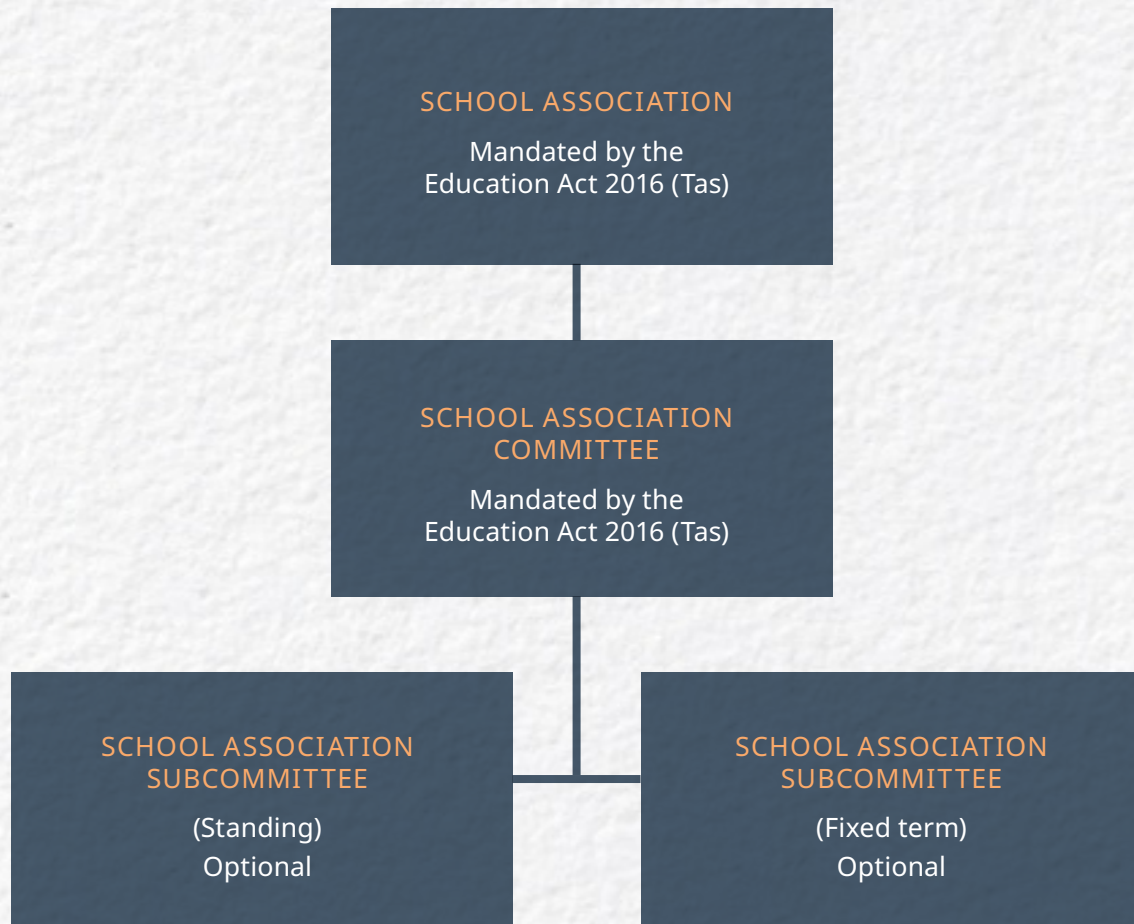 SCHOOL ASSOCIATION
Mandated by the
Education Act 2016 (Tas)
SCHOOL ASSOCIATION
COMMITTEE
Mandated by the
Education Act 2016 (Tas)
SCHOOL ASSOCIATION
SUBCOMMITTEE
(Standing)
Optional
SCHOOL ASSOCIATION
SUBCOMMITTEE
(Fixed term)
Optional